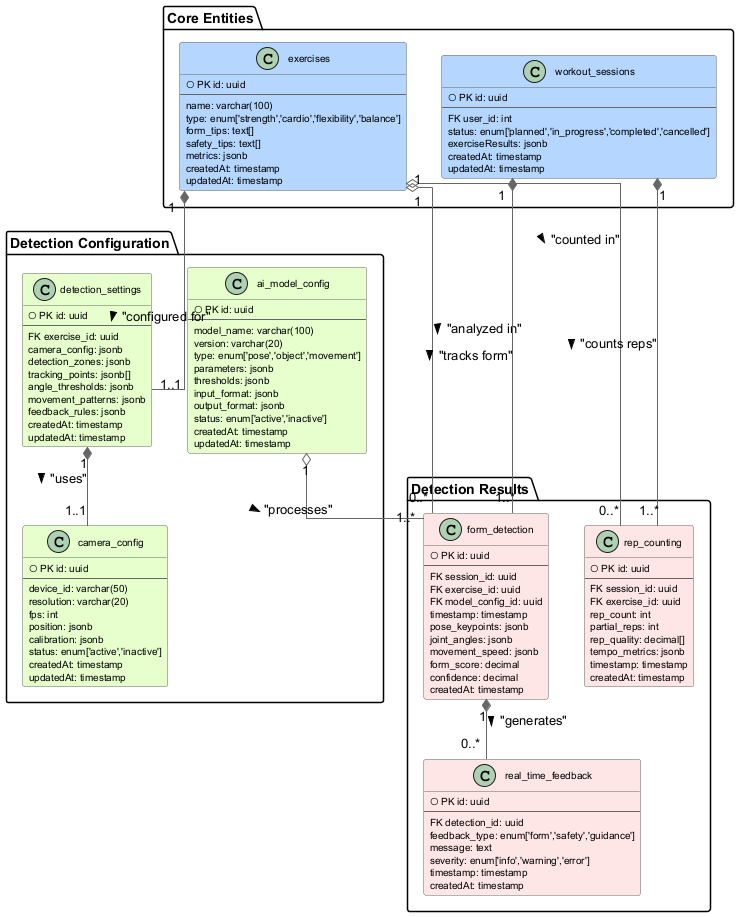 Core Entities
C exercises
PK id: uuid
name: varchar(100)
type: enum['strength','cardio','flexibility','balance']
form_tips: text[]
safety_tips: text[]
metrics: jsonb
createdAt: timestamp
updatedAt: timestamp
C workout_sessions
PK id: uuid
FK user_id: int
status: enum['planned','in_progress','completed','cancelled']
exerciseResults: jsonb
createdAt: timestamp
updatedAt: timestamp
1
1
1
1
1
"counted in"
"analyzed in"
"tracks form"
"counts reps"
Detection Configuration
C detection_settings
PK id: uuid
FK exercise_id: uuid
camera_config: jsonb
detection_zones: jsonb
tracking_points: jsonb[]
angle_thresholds: jsonb
movement_patterns: jsonb
feedback_rules: jsonb
createdAt: timestamp
updatedAt: timestamp
"configured for"
1..1
C ai_model_config
PK id: uuid
model_name: varchar(100)
version: varchar(20)
type: enum['pose','object','movement']
parameters: jsonb
thresholds: jsonb
input_format: jsonb
output_format: jsonb
status: enum['active','inactive']
createdAt: timestamp
updatedAt: timestamp
1
"uses"
1..1
1
"processes"
1..*
C camera_config
PK id: uuid
device_id: varchar(50)
resolution: varchar(20)
fps: int
position: jsonb
calibration: jsonb
status: enum['active','inactive']
createdAt: timestamp
updatedAt: timestamp
Detection Results
0..*
1..*
0..*
1..*
C form_detection
PK id: uuid
FK session_id: uuid
FK exercise_id: uuid
FK model_config_id: uuid
timestamp: timestamp
pose_keypoints: jsonb
joint_angles: jsonb
movement_speed: jsonb
form_score: decimal
confidence: decimal
createdAt: timestamp
C rep_counting
PK id: uuid
FK session_id: uuid
FK exercise_id: uuid
rep_count: int
partial_reps: int
rep_quality: decimal[]
tempo_metrics: jsonb
timestamp: timestamp
createdAt: timestamp
1
"generates"
0..*
C real_time_feedback
PK id: uuid
FK detection_id: uuid
feedback_type: enum['form','safety','guidance']
message: text
severity: enum['info','warning','error']
timestamp: timestamp
createdAt: timestamp